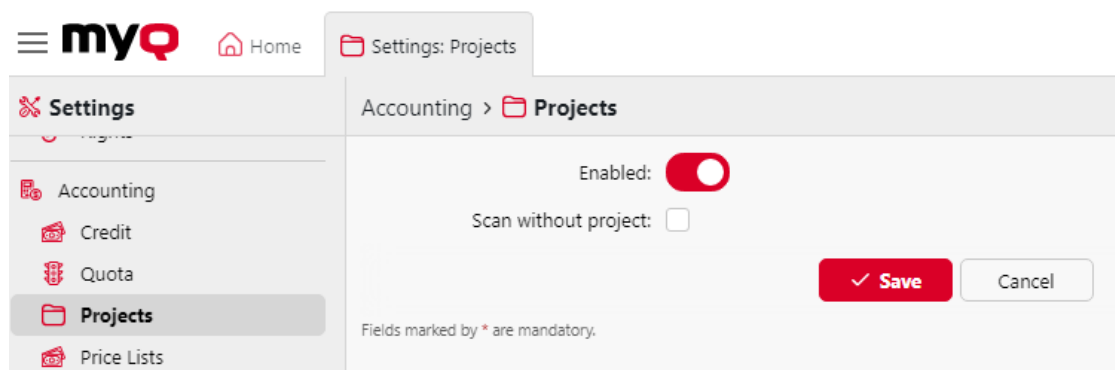 myQ
Home
Settings: Projects
Settings
Accounting > Projects
Rights
Accounting
Credit
Quota
Projects
Price Lists
Enabled:
Scan without project:
Save
Cancel
Fields marked by * are mandatory.